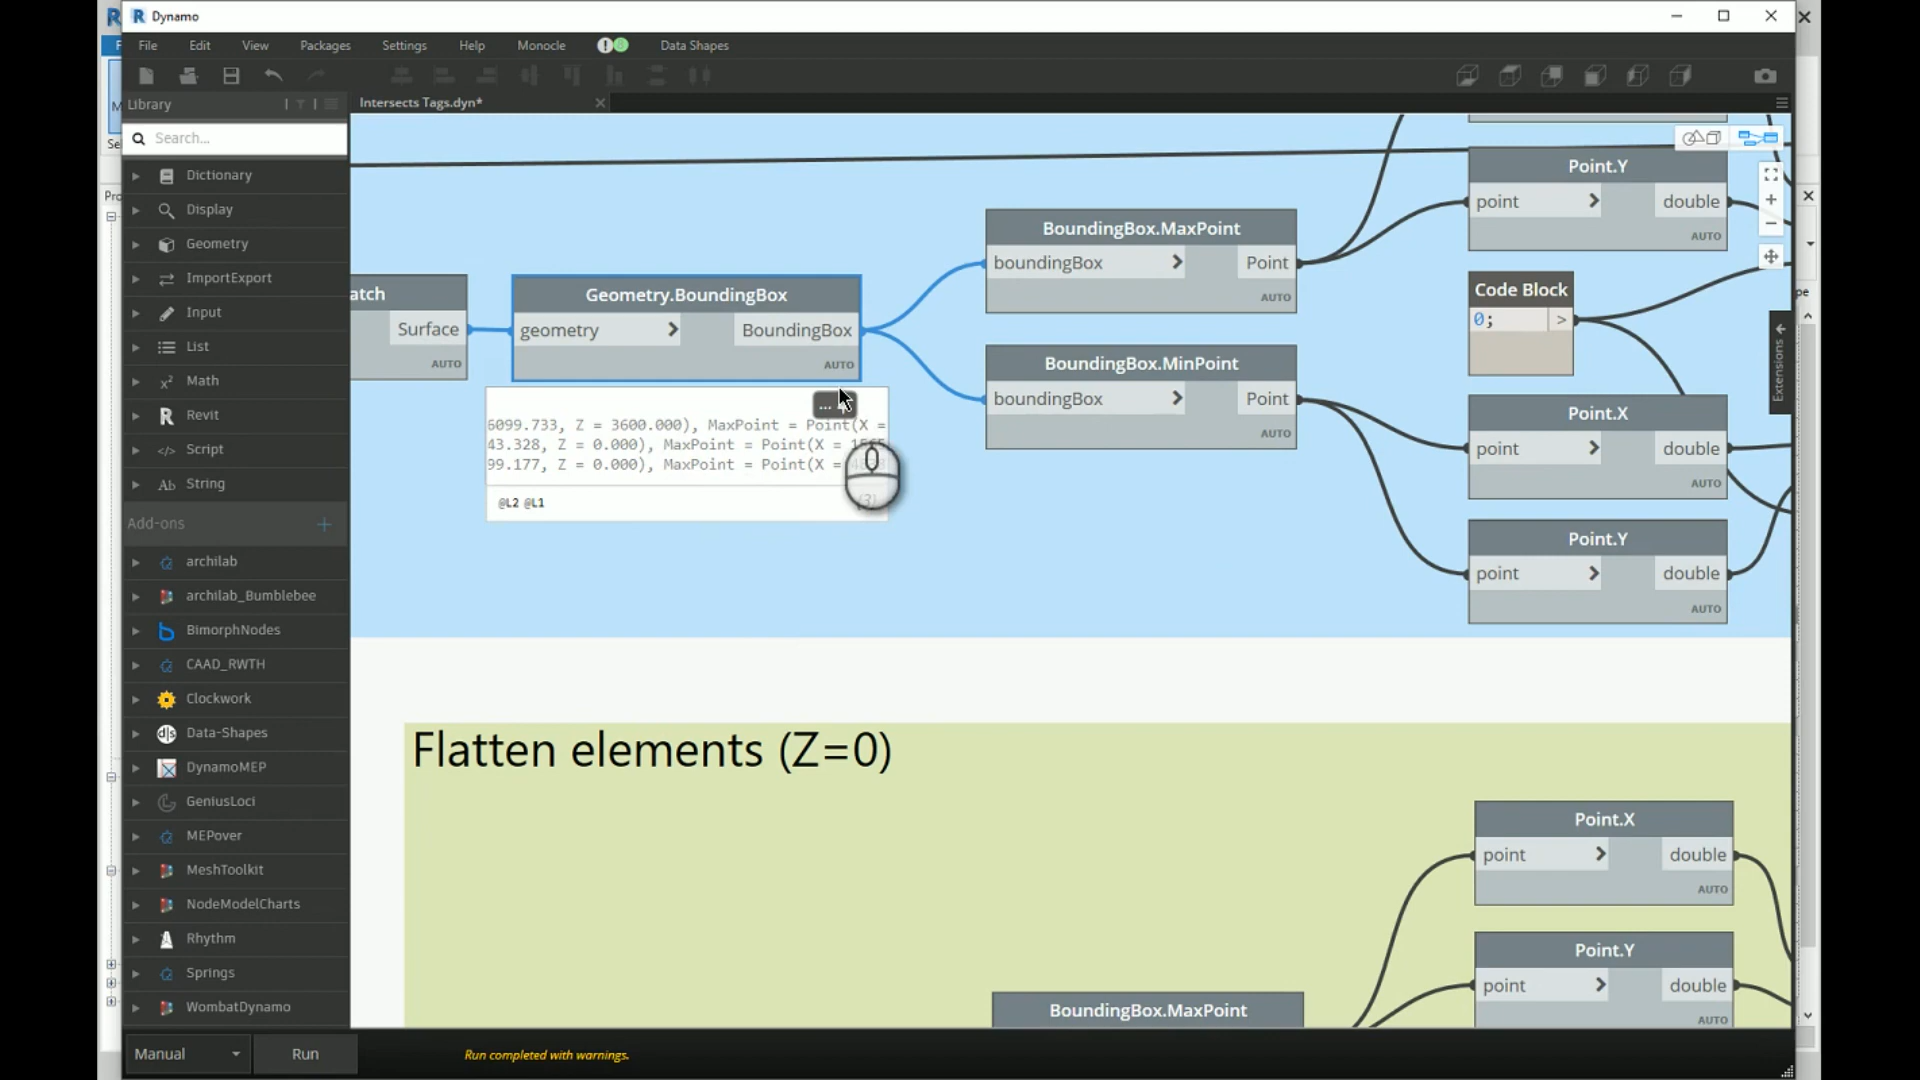 Dynamo
File Edit View Packages Settings Help Monocle Data Shapes
Library
Intersects Tags.dyn*
Search...
Dictionary
Display
Geometry
ImportExport
Input
List
Math
Revit
Script
String
Add-ons
archilab
archilab_Bumblebee
BimorphNodes
CAAD_RWTH
Clockwork
Data-Shapes
DynamoMEP
GeniusLoci
MEPover
MeshToolkit
NodeModelCharts
Rhythm
Springs
WombatDynamo
atch
Surface
AUTO
Geometry.BoundingBox
geometry > BoundingBox
AUTO
...
6099.733, Z = 3600.000), MaxPoint = Point(X =
43.328, Z = 0.000), MaxPoint = Point(X =
99.177, Z = 0.000), MaxPoint = Point(X =
@L2 @L1
{3}
BoundingBox.MaxPoint
boundingBox > Point
AUTO
BoundingBox.MinPoint
boundingBox > Point
AUTO
Point.Y
point > double
AUTO
Code Block
0; >
Point.X
point > double
AUTO
Point.Y
point > double
AUTO
Extensions
Flatten elements (Z=0)
Point.X
point > double
AUTO
Point.Y
point > double
AUTO
BoundingBox.MaxPoint
Manual
Run
Run completed with warnings.